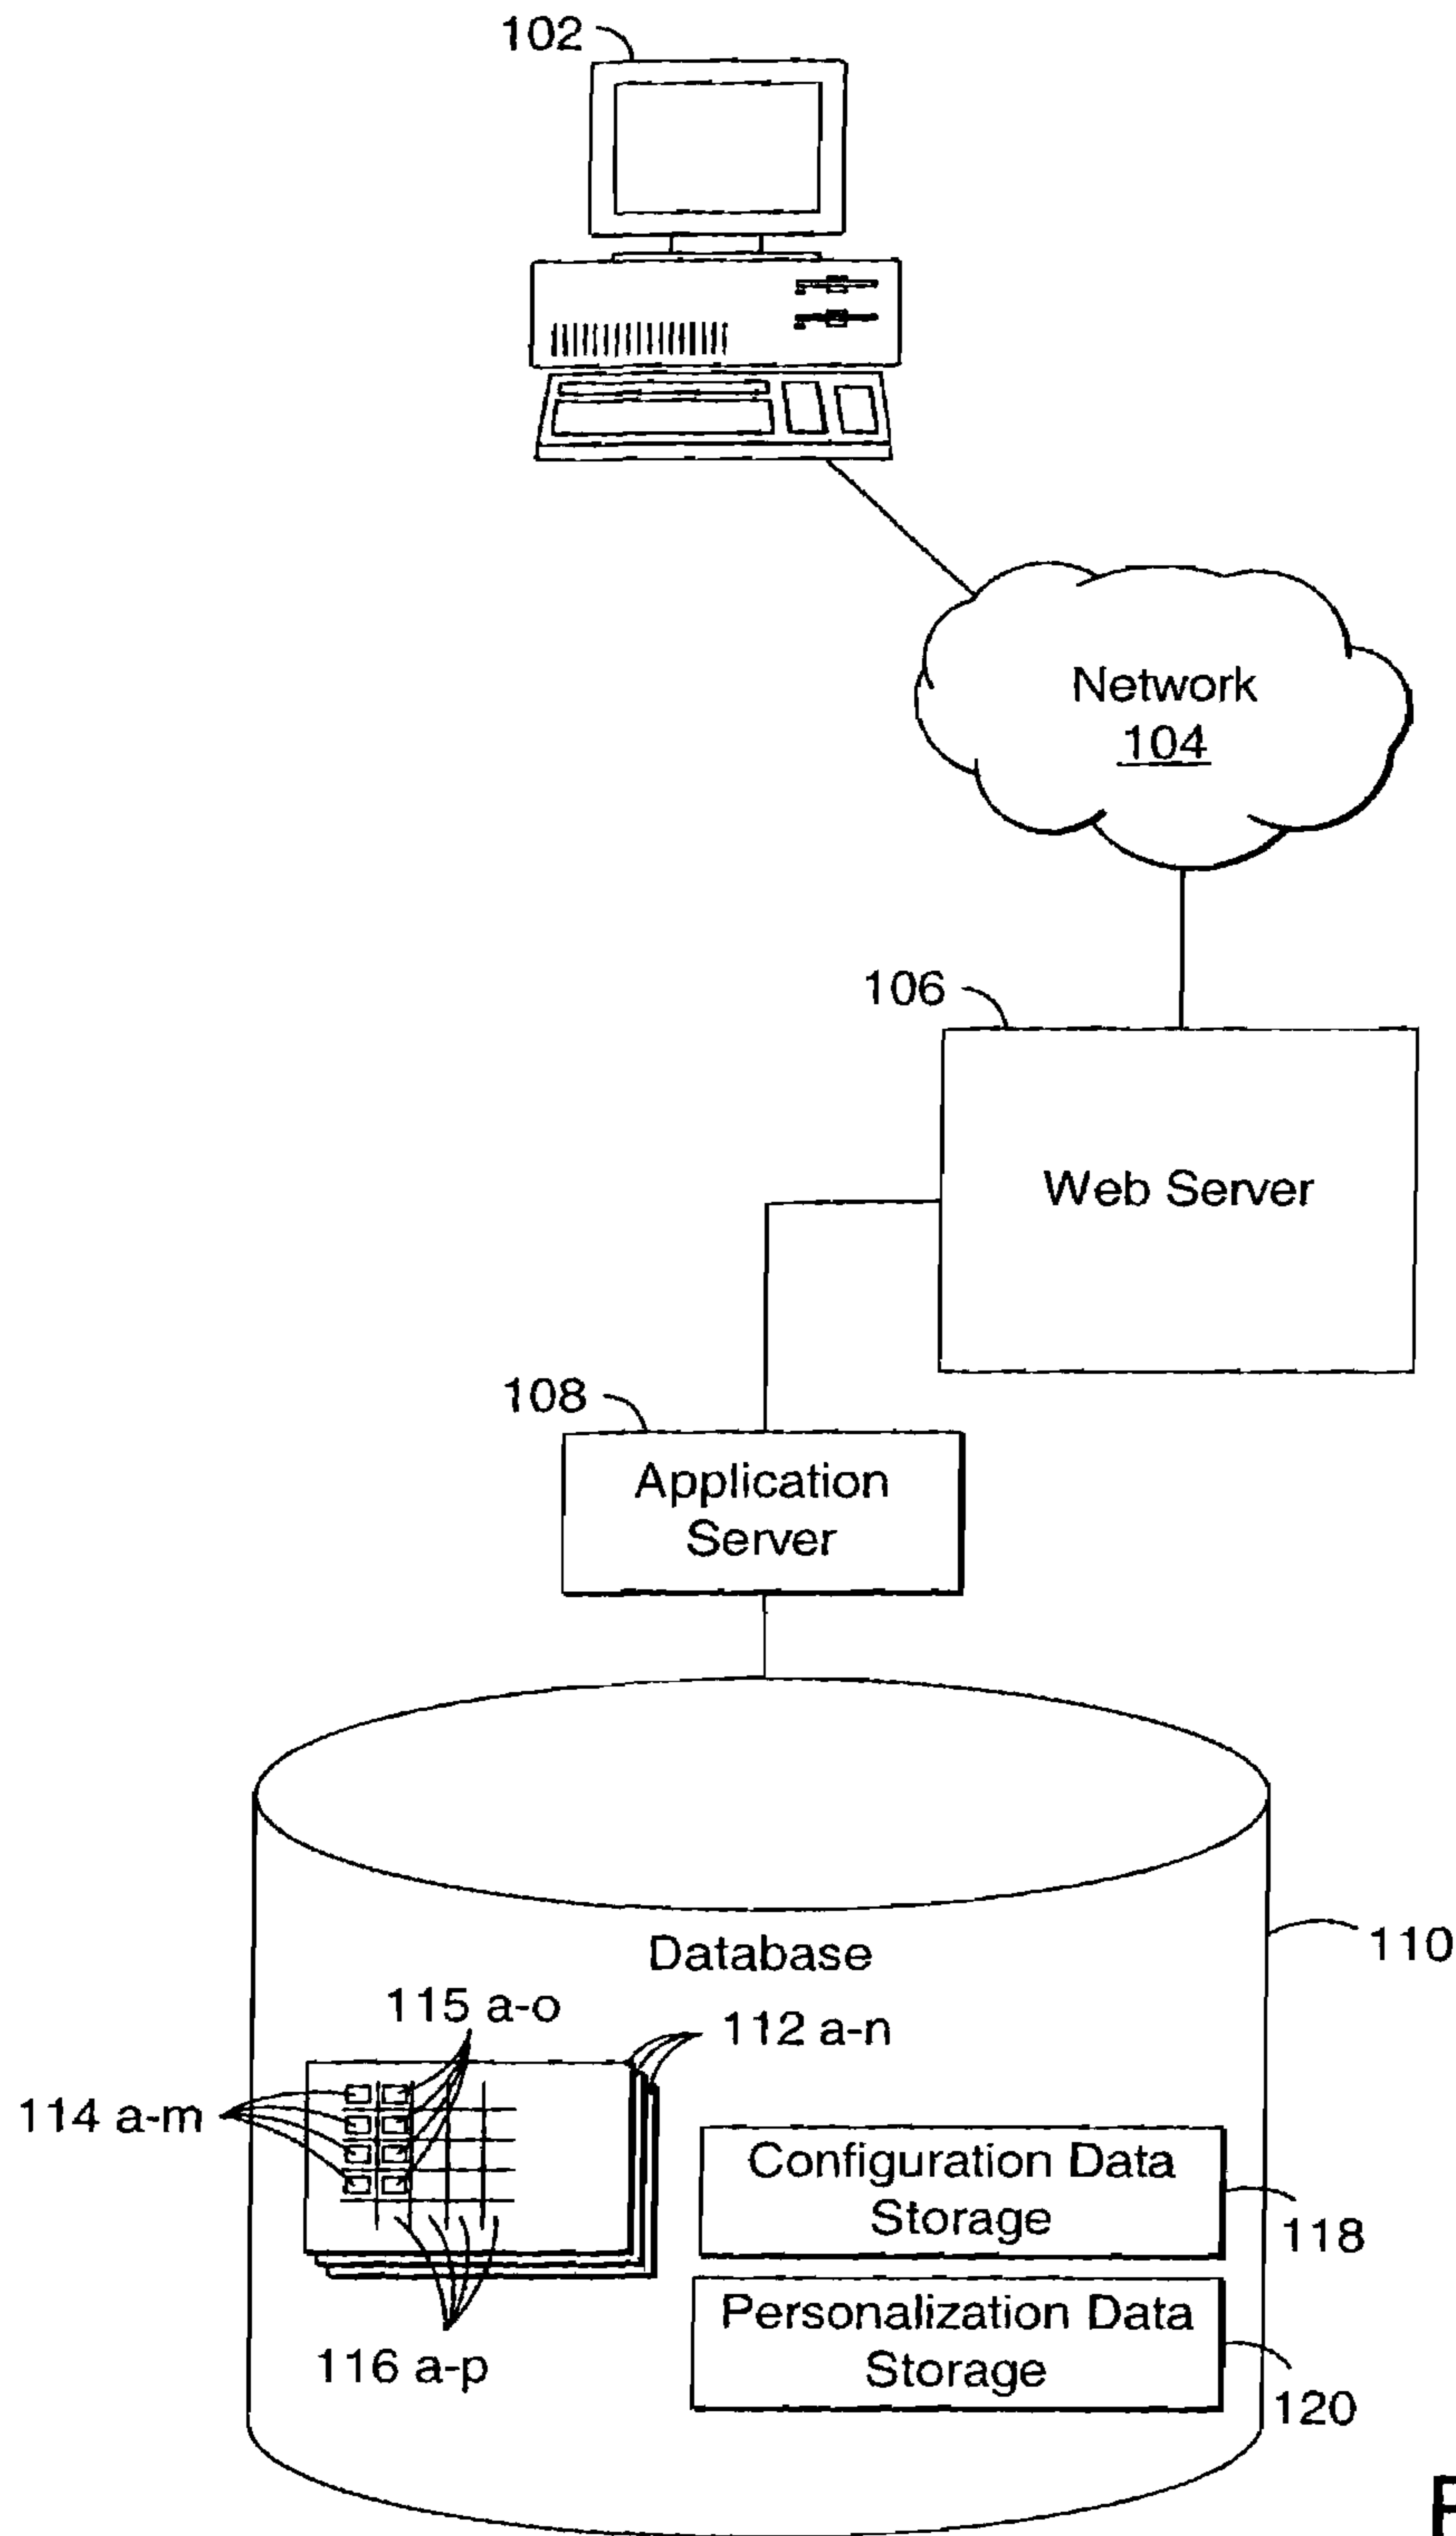 102
Network
104
106
Web Server
108
Application
Server
Database
110
115 a-o
112 a-n
114 a-m
Configuration Data
Storage
118
Personalization Data
Storage
116 a-p
120